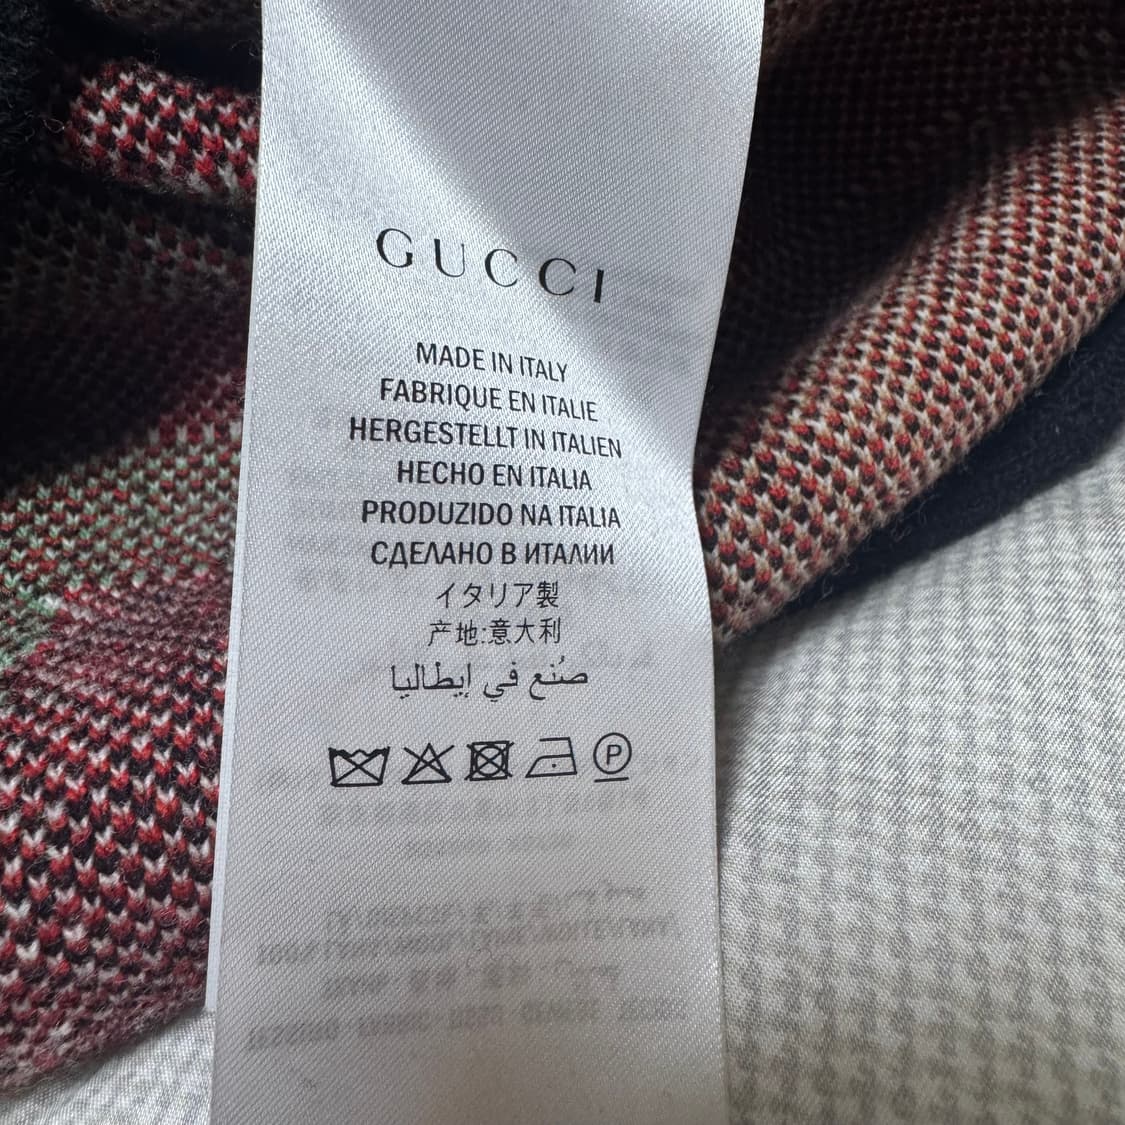 GUCCI
MADE IN ITALY
FABRIQUE EN ITALIE
HERGESTELLT IN ITALIEN
HECHO EN ITALIA
PRODUZIDO NA ITALIA
СДЕЛАНО В ИТАЛИИ
イタリア製
产地:意大利
صُنع في إيطاليا
P